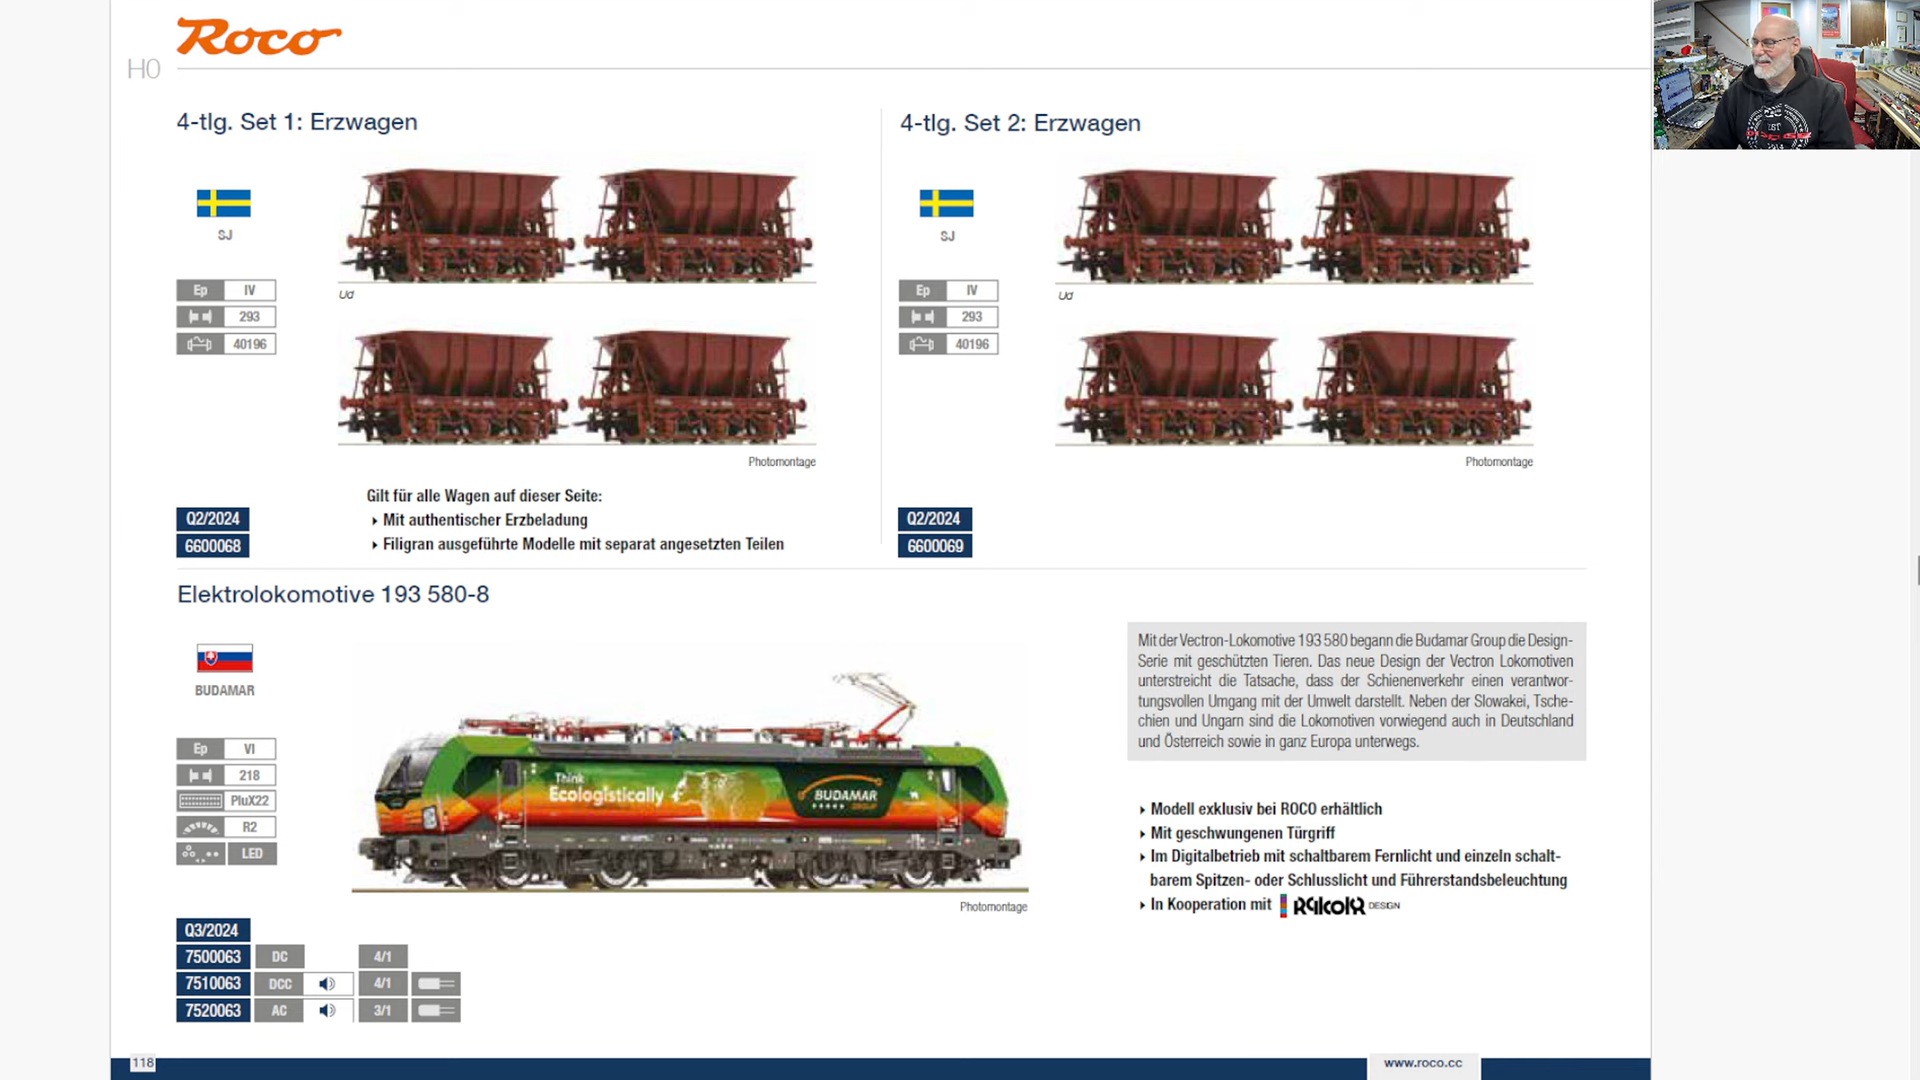 Roco
H0
4-tlg. Set 1: Erzwagen
SJ
Ep IV
293
40196
Ud
Photomontage
Gilt für alle Wagen auf dieser Seite:
Mit authentischer Erzbeladung
Filigran ausgeführte Modelle mit separat angesetzten Teilen
Q2/2024
6600068
4-tlg. Set 2: Erzwagen
SJ
Ep IV
293
40196
Ud
Photomontage
Q2/2024
6600069
Elektrolokomotive 193 580-8
BUDAMAR
Ep VI
218
PluX22
R2
LED
Think
Ecologistically
BUDAMAR
GROUP
Photomontage
Mit der Vectron-Lokomotive 193 580 begann die Budamar Group die Design-
Serie mit geschützten Tieren. Das neue Design der Vectron Lokomotiven
unterstreicht die Tatsache, dass der Schienenverkehr einen verantwor-
tungsvollen Umgang mit der Umwelt darstellt. Neben der Slowakei, Tsche-
chien und Ungarn sind die Lokomotiven vorwiegend auch in Deutschland
und Österreich sowie in ganz Europa unterwegs.
Modell exklusiv bei ROCO erhältlich
Mit geschwungenen Türgriff
Im Digitalbetrieb mit schaltbarem Fernlicht und einzeln schalt-
barem Spitzen- oder Schlusslicht und Führerstandsbeleuchtung
In Kooperation mit Railcolor DESIGN
Q3/2024
7500063 DC 4/1
7510063 DCC 4/1
7520063 AC 3/1
118
www.roco.cc